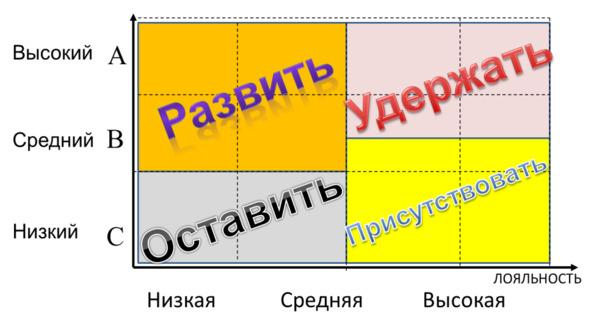 Высокий A
Развить
Удержать
Средний B
Оставить
Присутствовать
Низкий C
ЛОЯЛЬНОСТЬ
Низкая Средняя Высокая